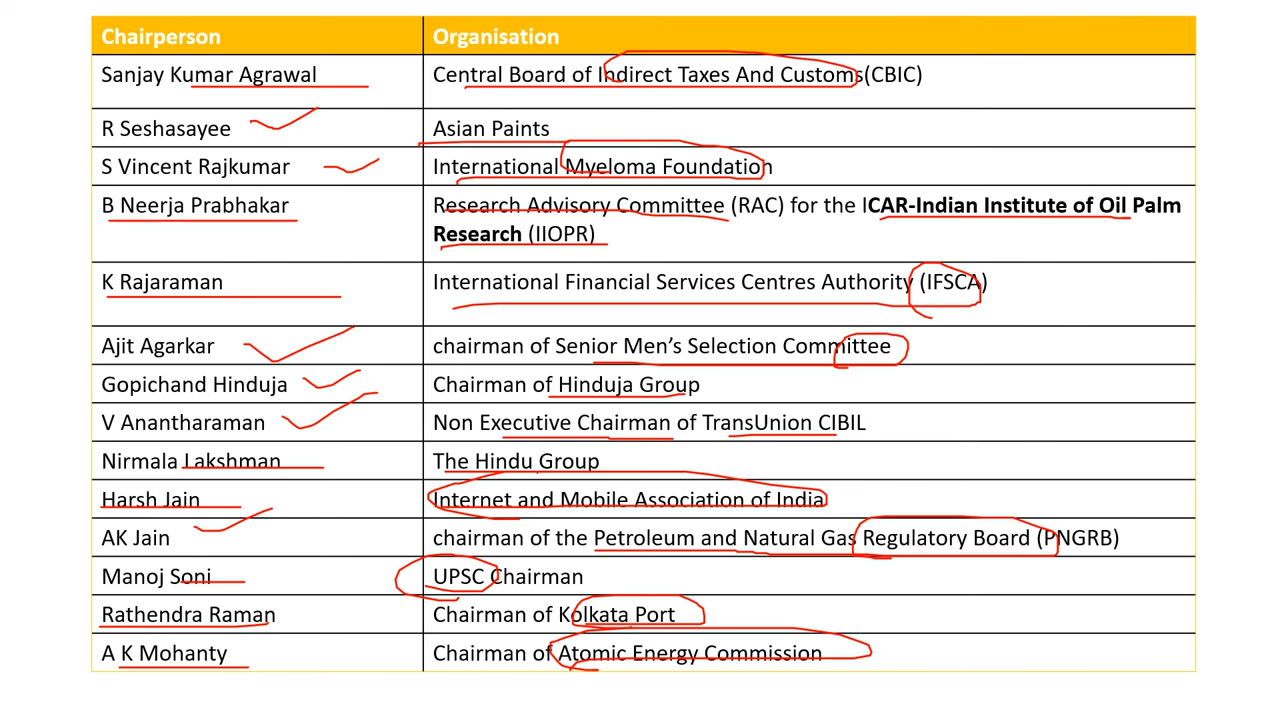 Chairperson Organisation
Sanjay Kumar Agrawal Central Board of Indirect Taxes And Customs(CBIC)
R Seshasayee Asian Paints
S Vincent Rajkumar International Myeloma Foundation
B Neerja Prabhakar Research Advisory Committee (RAC) for the ICAR-Indian Institute of Oil Palm
Research (IIOPR)
K Rajaraman International Financial Services Centres Authority (IFSCA)
Ajit Agarkar chairman of Senior Men’s Selection Committee
Gopichand Hinduja Chairman of Hinduja Group
V Anantharaman Non Executive Chairman of TransUnion CIBIL
Nirmala Lakshman The Hindu Group
Harsh Jain Internet and Mobile Association of India
AK Jain chairman of the Petroleum and Natural Gas Regulatory Board (PNGRB)
Manoj Soni UPSC Chairman
Rathendra Raman Chairman of Kolkata Port
A K Mohanty Chairman of Atomic Energy Commission